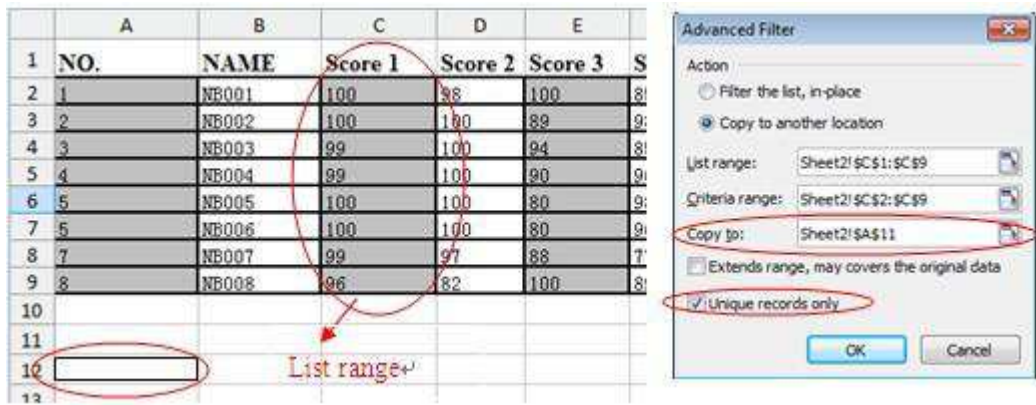 A B C D E
1 NO. NAME Score 1 Score 2 Score 3 S
2 1 NB001 100 98 100
3 2 NB002 100 100 89
4 3 NB003 99 100 94
5 4 NB004 99 100 90
6 5 NB005 100 100 80
7 5 NB006 100 100 80
8 7 NB007 99 97 88
9 8 NB008 96 82 100
10
11
12
13
List range
Advanced Filter
Action
Filter the list, in-place
Copy to another location
List range: Sheet2!$C$1:$C$9
Criteria range: Sheet2!$C$2:$C$9
Copy to: Sheet2!$A$11
Extends range, may covers the original data
Unique records only
OK Cancel